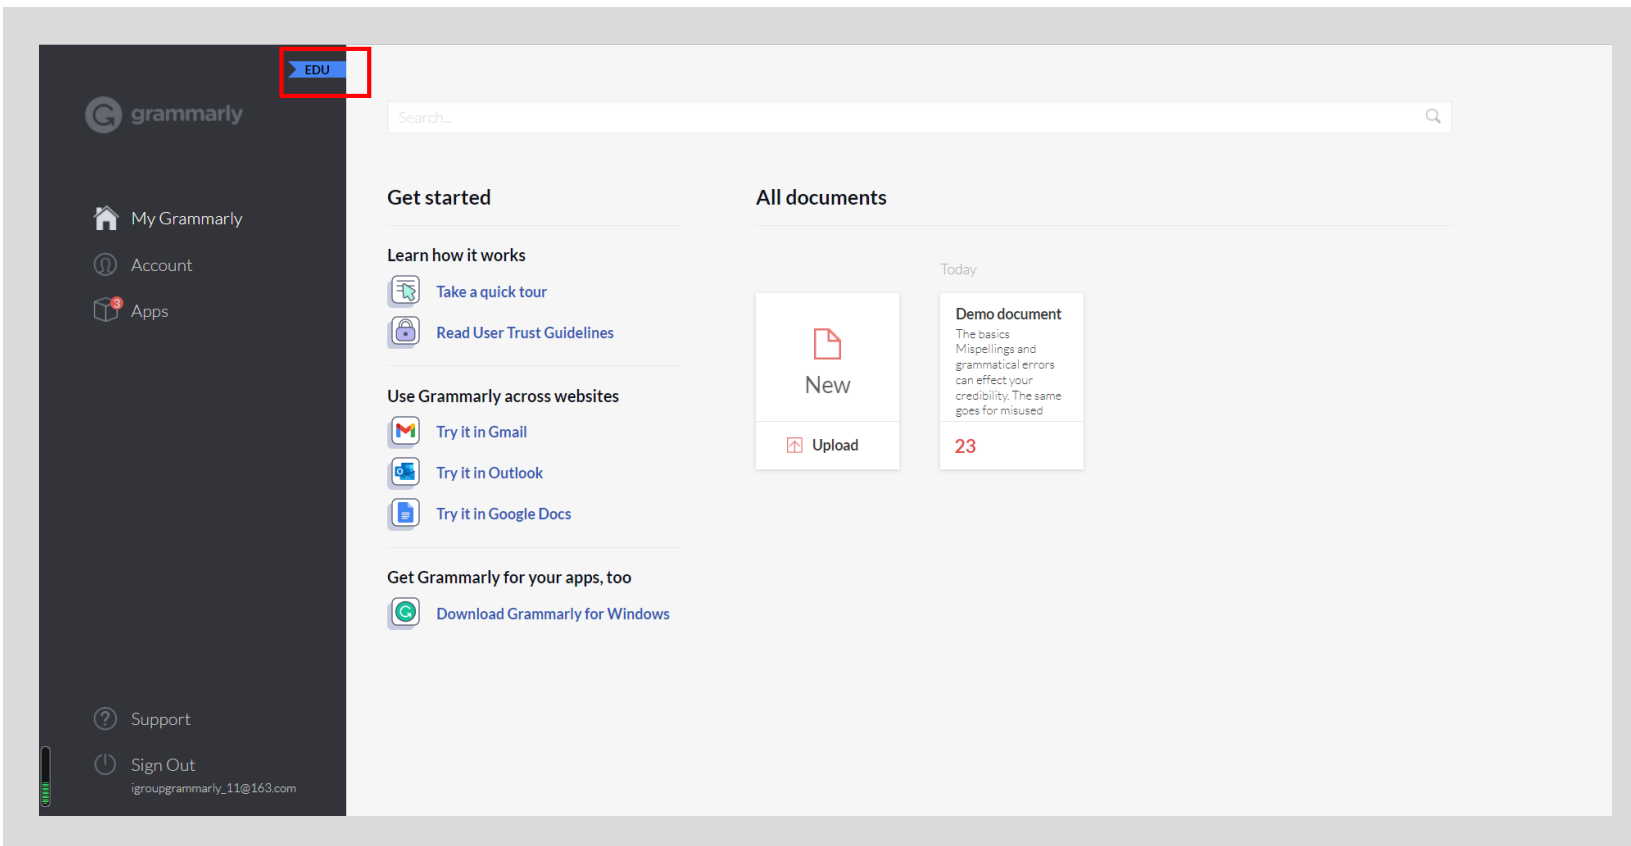 EDU
grammarly
My Grammarly
Account
3
Apps
Support
Sign Out
igroupgrammarly_11@163.com
Search...
Get started
Learn how it works
Take a quick tour
Read User Trust Guidelines
Use Grammarly across websites
Try it in Gmail
Try it in Outlook
Try it in Google Docs
Get Grammarly for your apps, too
Download Grammarly for Windows
All documents
New
Upload
Today
Demo document
The basics
Mispellings and
grammatical errors
can effect your
credibility. The same
goes for misused
23